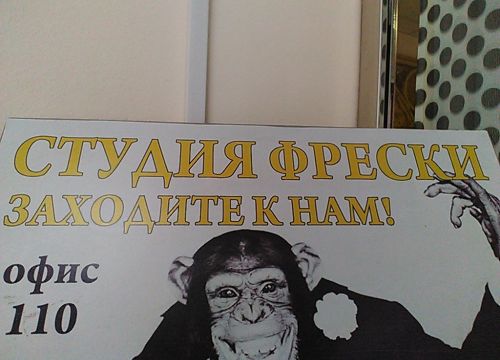 СТУДИЯ ФРЕСКИ
ЗАХОДИТЕ К НАМ!
офис
110